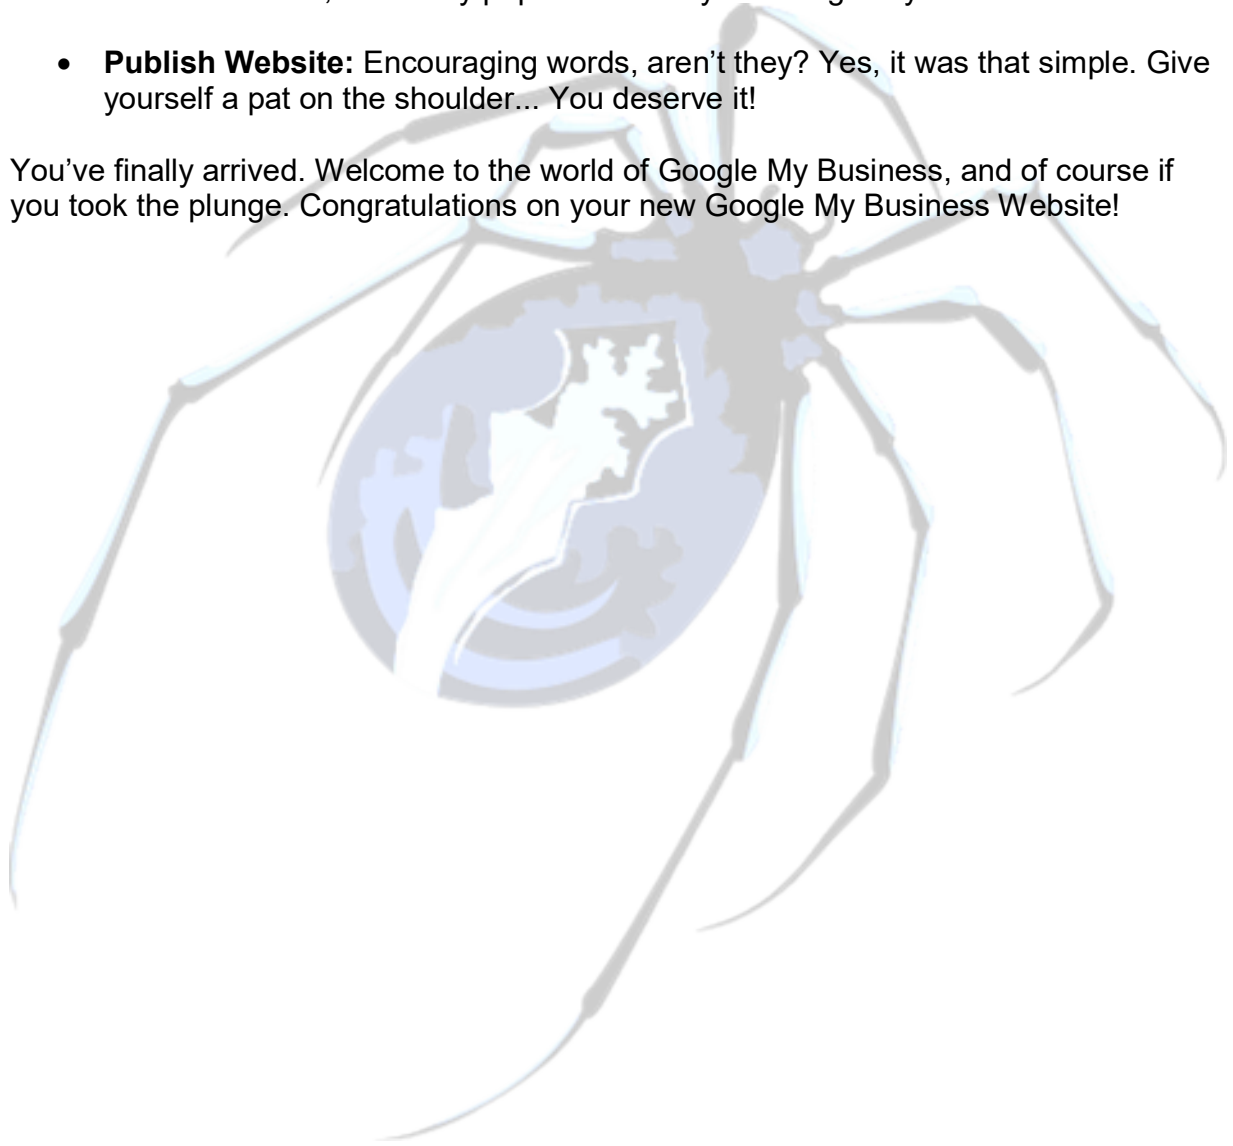 • Publish Website: Encouraging words, aren't they? Yes, it was that simple. Give
yourself a pat on the shoulder... You deserve it!
You've finally arrived. Welcome to the world of Google My Business, and of course if
you took the plunge. Congratulations on your new Google My Business Website!